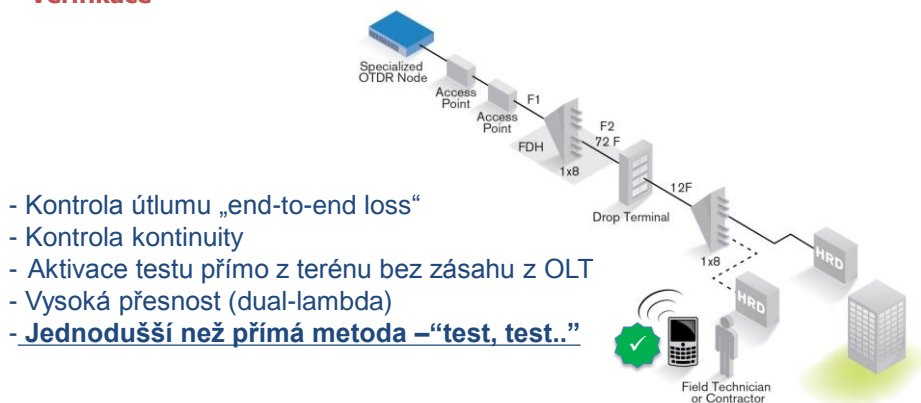 Verifikace
Specialized
OTDR Node
Access
Point
Access
Point
F1
F2
72 F
FDH
1x8
12F
Drop Terminal
1x8
HRD
HRD
- Kontrola útlumu „end-to-end loss“
- Kontrola kontinuity
- Aktivace testu přímo z terénu bez zásahu z OLT
- Vysoká přesnost (dual-lambda)
- Jednodušší než přímá metoda –“test, test..”
Field Technician
or Contractor